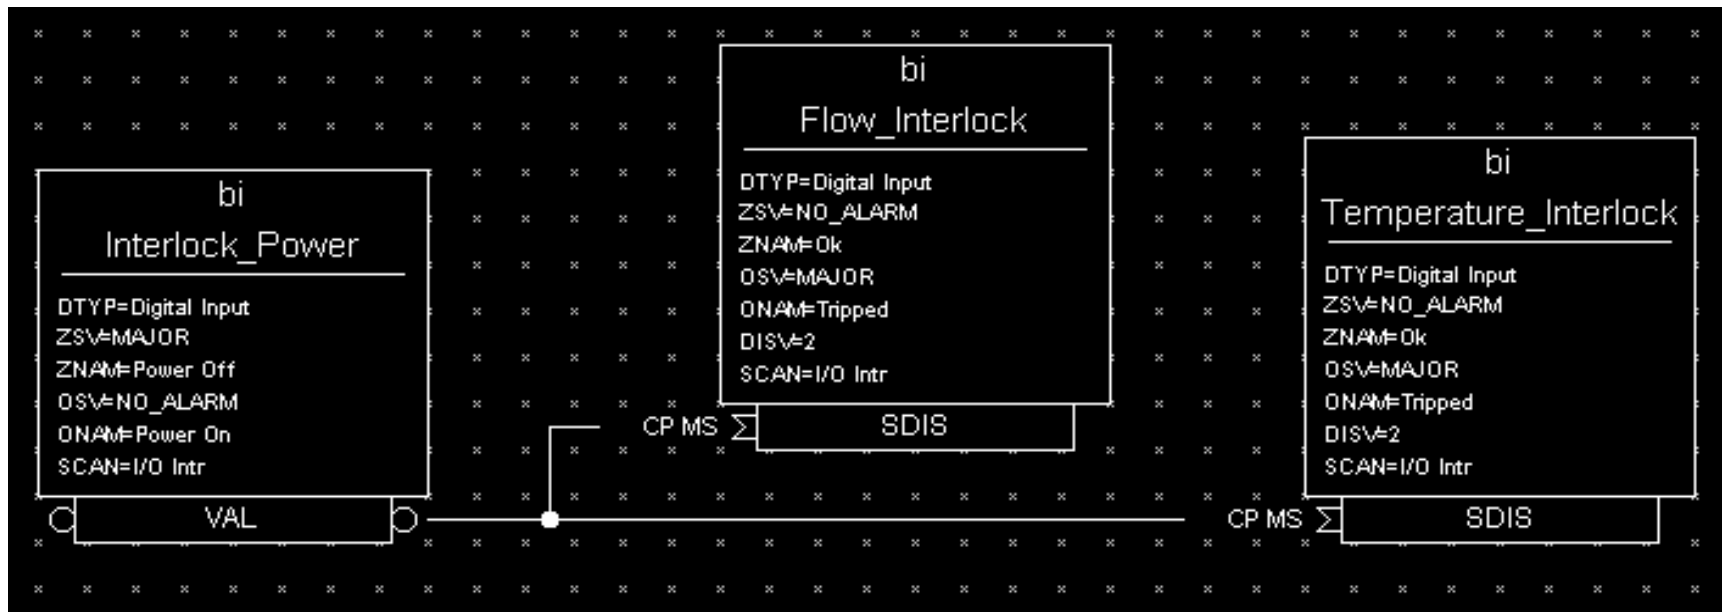 bi
Interlock_Power
DTYP=Digital Input
ZSV=MAJOR
ZNAM=Power Off
OSV=NO_ALARM
ONAM=Power On
SCAN=I/O Intr
VAL
bi
Flow_Interlock
DTYP=Digital Input
ZSV=NO_ALARM
ZNAM=Ok
OSV=MAJOR
ONAM=Tripped
DISV=2
SCAN=I/O Intr
CP MS
SDIS
bi
Temperature_Interlock
DTYP=Digital Input
ZSV=NO_ALARM
ZNAM=Ok
OSV=MAJOR
ONAM=Tripped
DISV=2
SCAN=I/O Intr
CP MS
SDIS